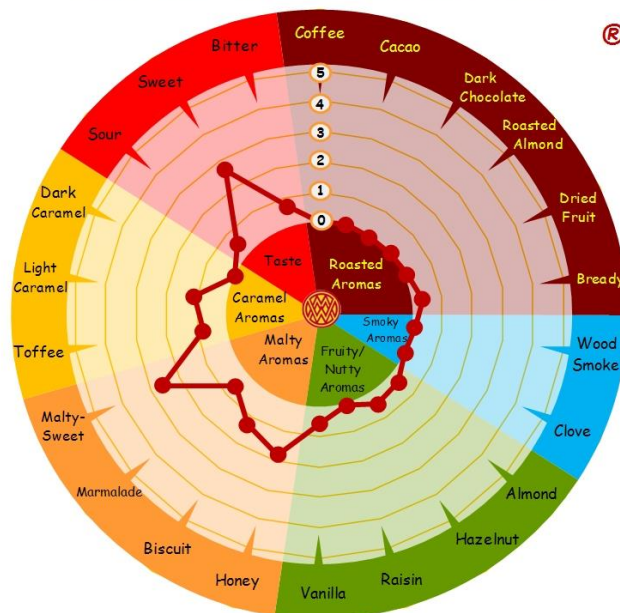 ®
Coffee
Cacao
Dark
Chocolate
Roasted
Almond
Dried
Fruit
Bready
Wood
Smoke
Clove
Almond
Hazelnut
Raisin
Vanilla
Honey
Biscuit
Marmalade
Malty-
Sweet
Toffee
Light
Caramel
Dark
Caramel
Sour
Sweet
Bitter
5
4
3
2
1
0
Taste
Roasted
Aromas
Caramel
Aromas
Smoky
Aromas
Malty
Aromas
Fruity/
Nutty
Aromas